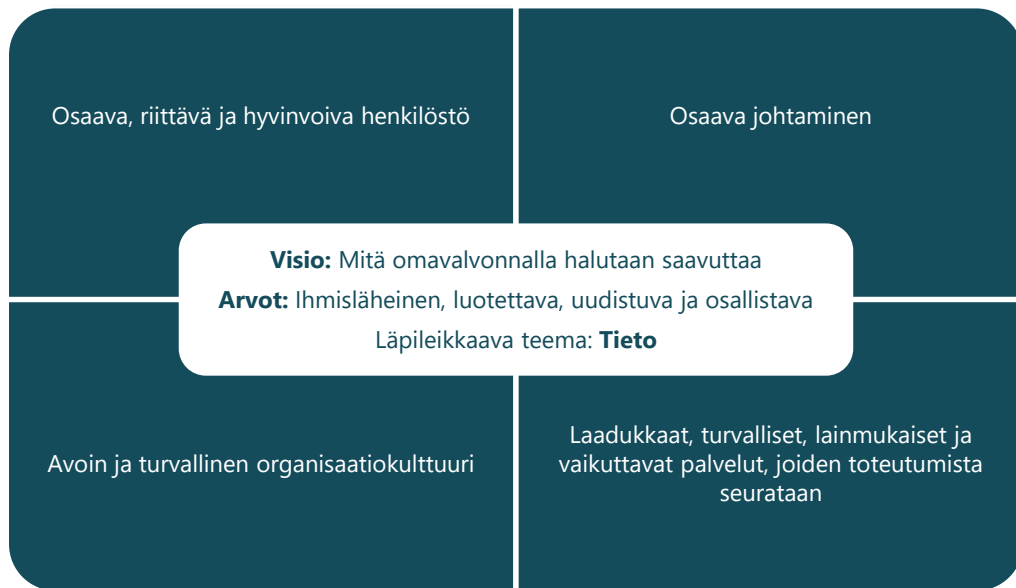 Osaava, riittävä ja hyvinvoiva henkilöstö
Osaava johtaminen
Visio: Mitä omavalvonnalla halutaan saavuttaa
Arvot: Ihmisläheinen, luotettava, uudistuva ja osallistava
Läpileikkaava teema: Tieto
Avoin ja turvallinen organisaatiokulttuuri
Laadukkaat, turvalliset, lainmukaiset ja
vaikuttavat palvelut, joiden toteutumista
seurataan